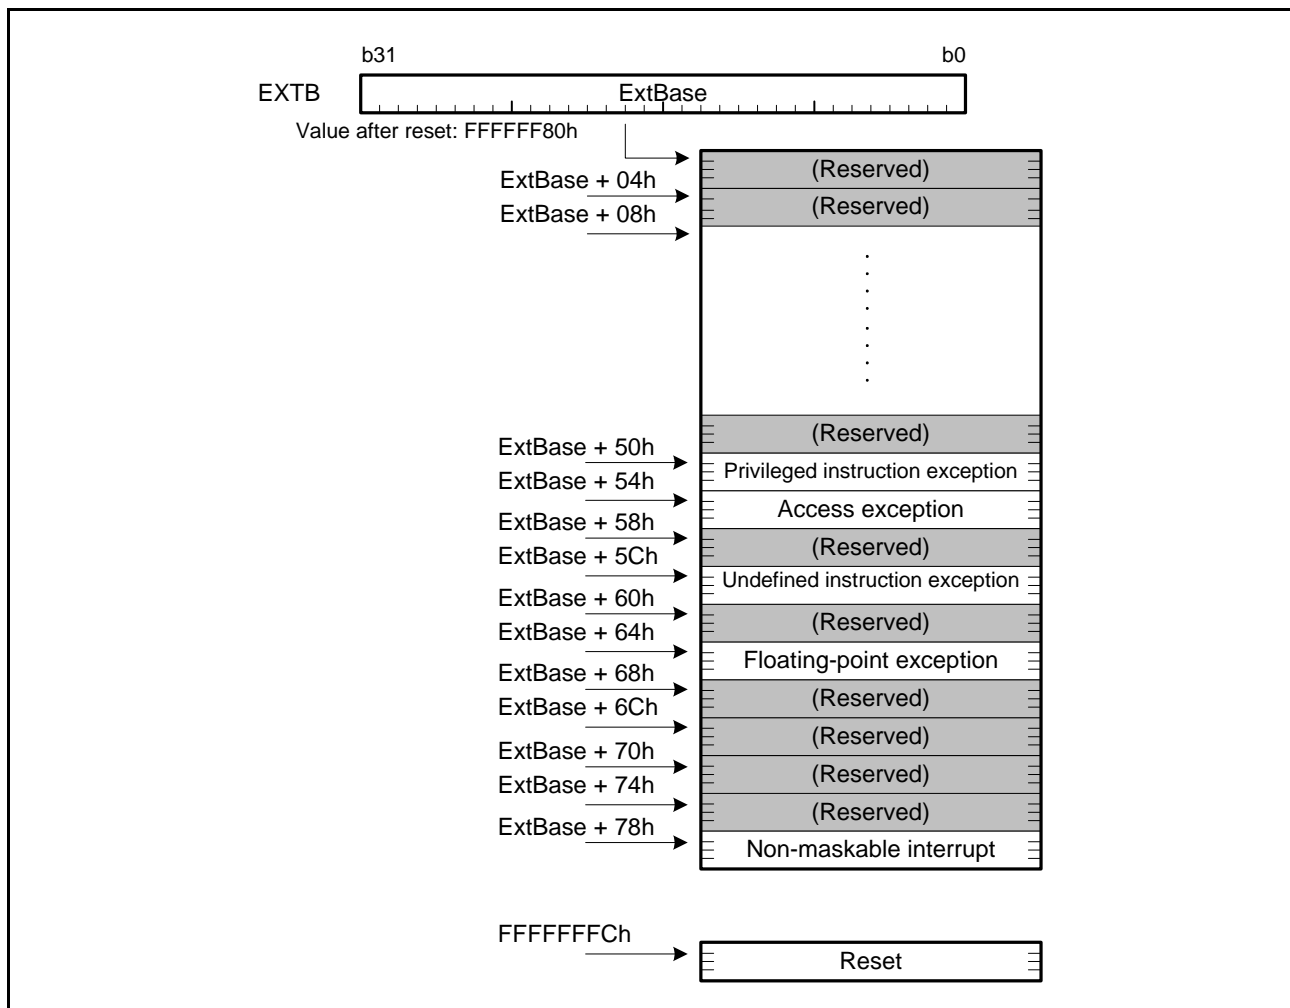 b31 b0
EXTB ExtBase
Value after reset: FFFFFF80h
(Reserved)
ExtBase + 04h
(Reserved)
ExtBase + 08h
(Reserved)
ExtBase + 50h
Privileged instruction exception
ExtBase + 54h
Access exception
ExtBase + 58h
(Reserved)
ExtBase + 5Ch
Undefined instruction exception
ExtBase + 60h
(Reserved)
ExtBase + 64h
Floating-point exception
ExtBase + 68h
(Reserved)
ExtBase + 6Ch
(Reserved)
ExtBase + 70h
(Reserved)
ExtBase + 74h
(Reserved)
ExtBase + 78h
Non-maskable interrupt
FFFFFFFCh
Reset